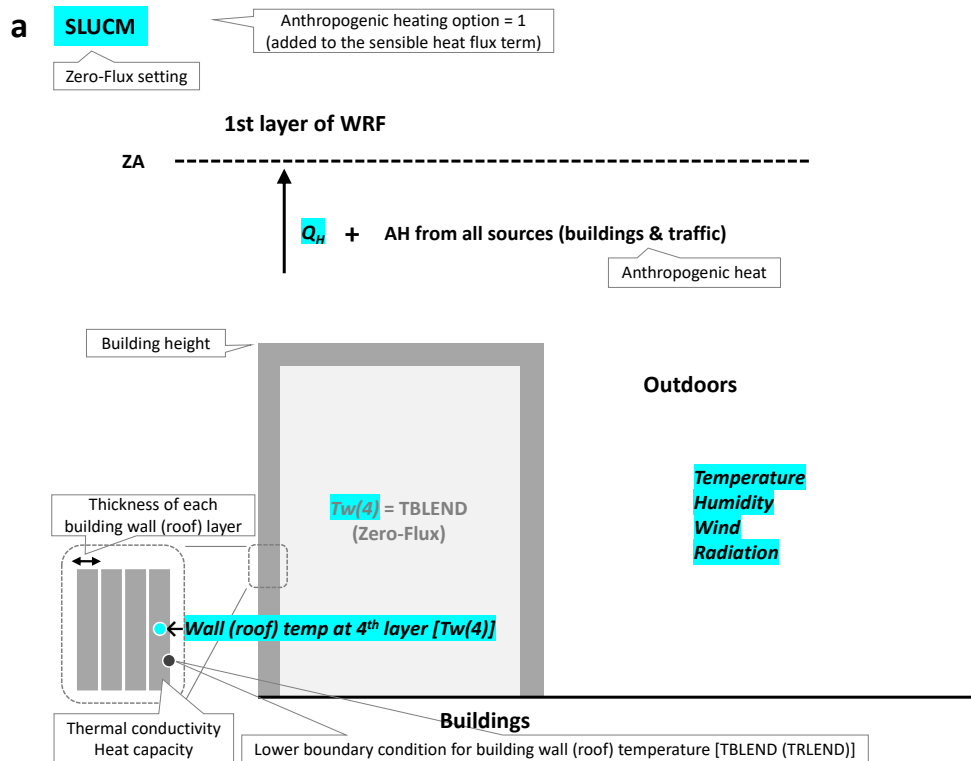 a
SLUCM
Anthropogenic heating option = 1
(added to the sensible heat flux term)
Zero-Flux setting
1st layer of WRF
ZA
QH + AH from all sources (buildings & traffic)
Anthropogenic heat
Building height
Outdoors
Temperature
Humidity
Wind
Radiation
Thickness of each
building wall (roof) layer
Tw(4) = TBLEND
(Zero-Flux)
Wall (roof) temp at 4th layer [Tw(4)]
Thermal conductivity
Heat capacity
Buildings
Lower boundary condition for building wall (roof) temperature [TBLEND (TRLEND)]